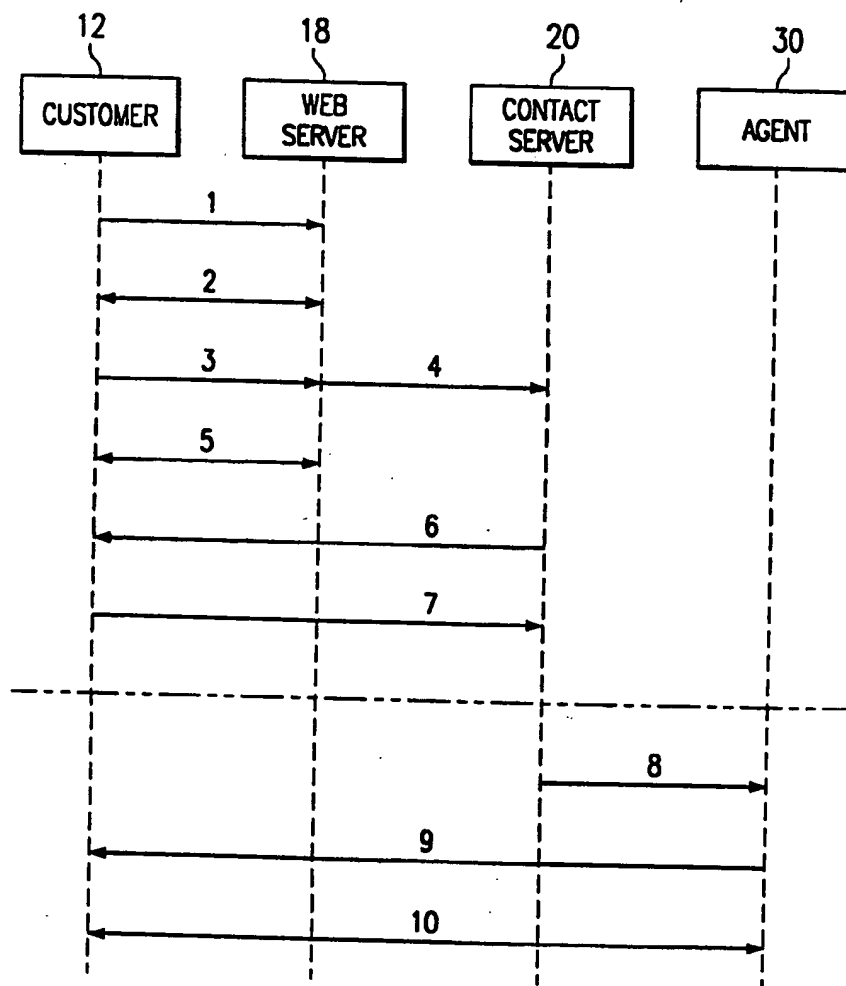 12 18 20 30
CUSTOMER
WEB
SERVER
CONTACT
SERVER
AGENT
1
2
3 4
5
6
7
8
9
10